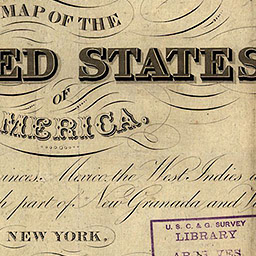 MAP OF THE
ED STATES
OF
MERICA.
Mexico, the West Indies
part of New Granada and
NEW YORK.
U. S. C. & G. SURVEY
LIBRARY
AND